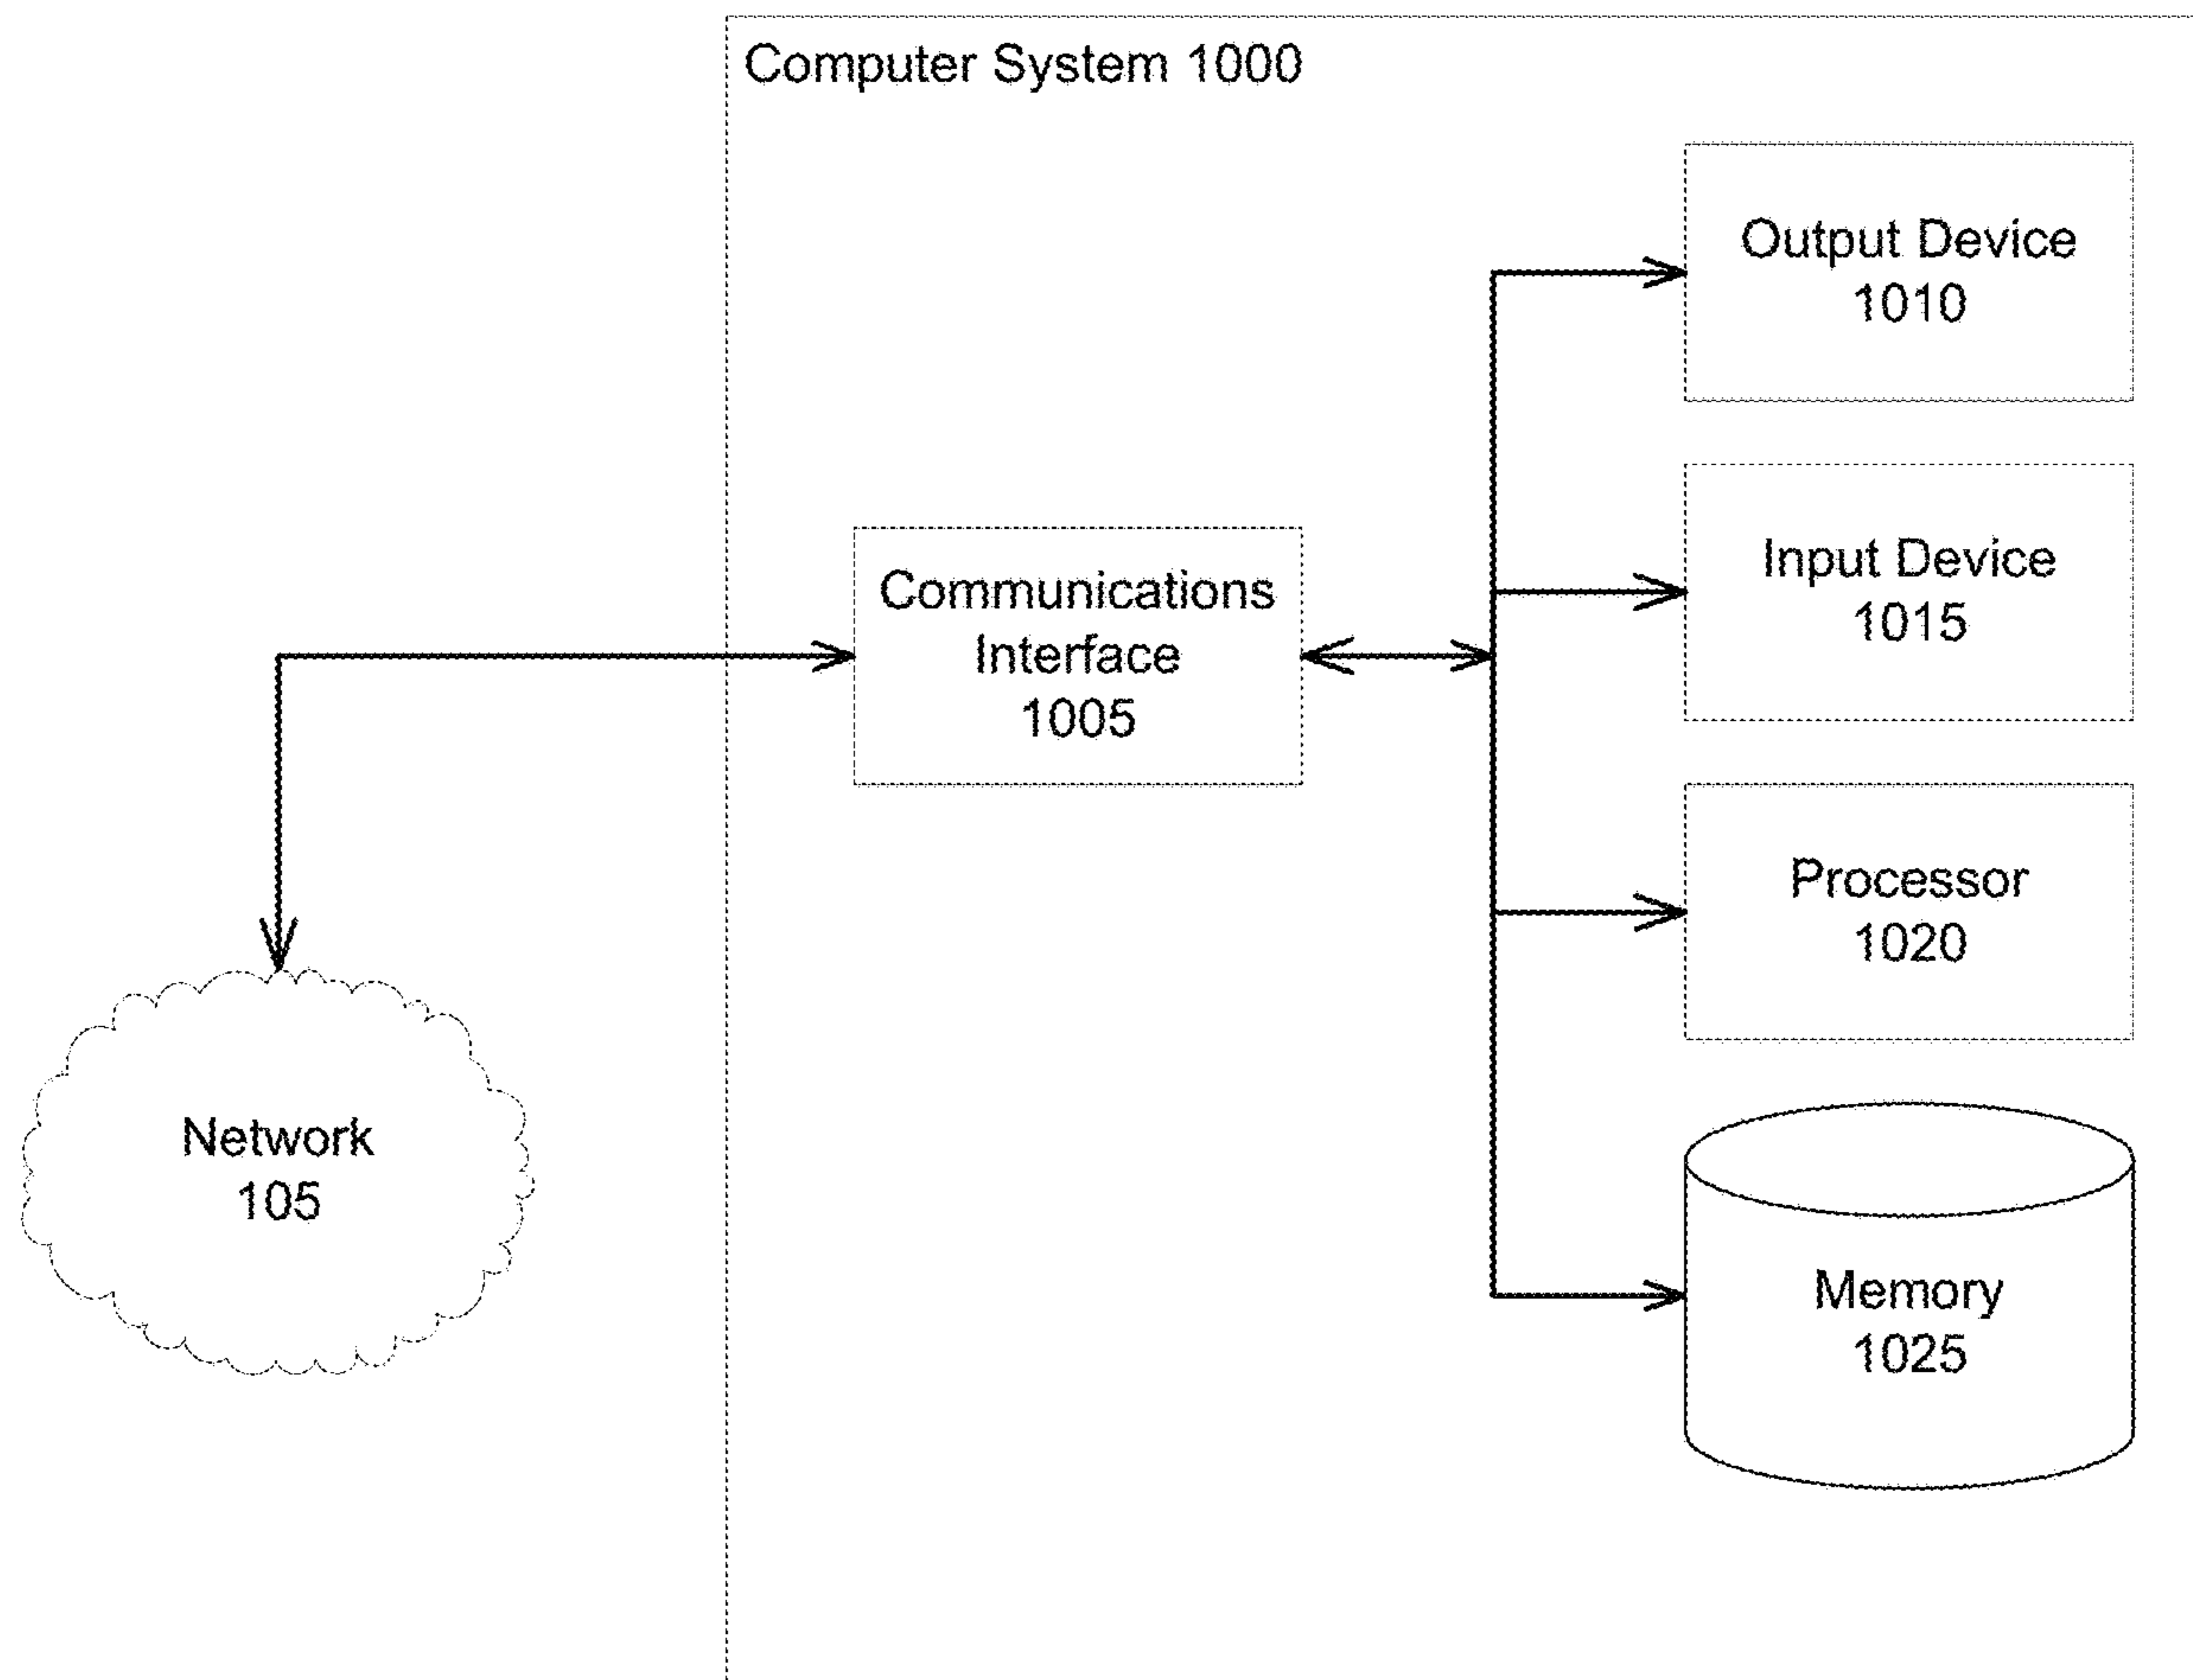 Computer System 1000
Output Device
1010
Input Device
1015
Communications
Interface
1005
Processor
1020
Network
105
Memory
1025